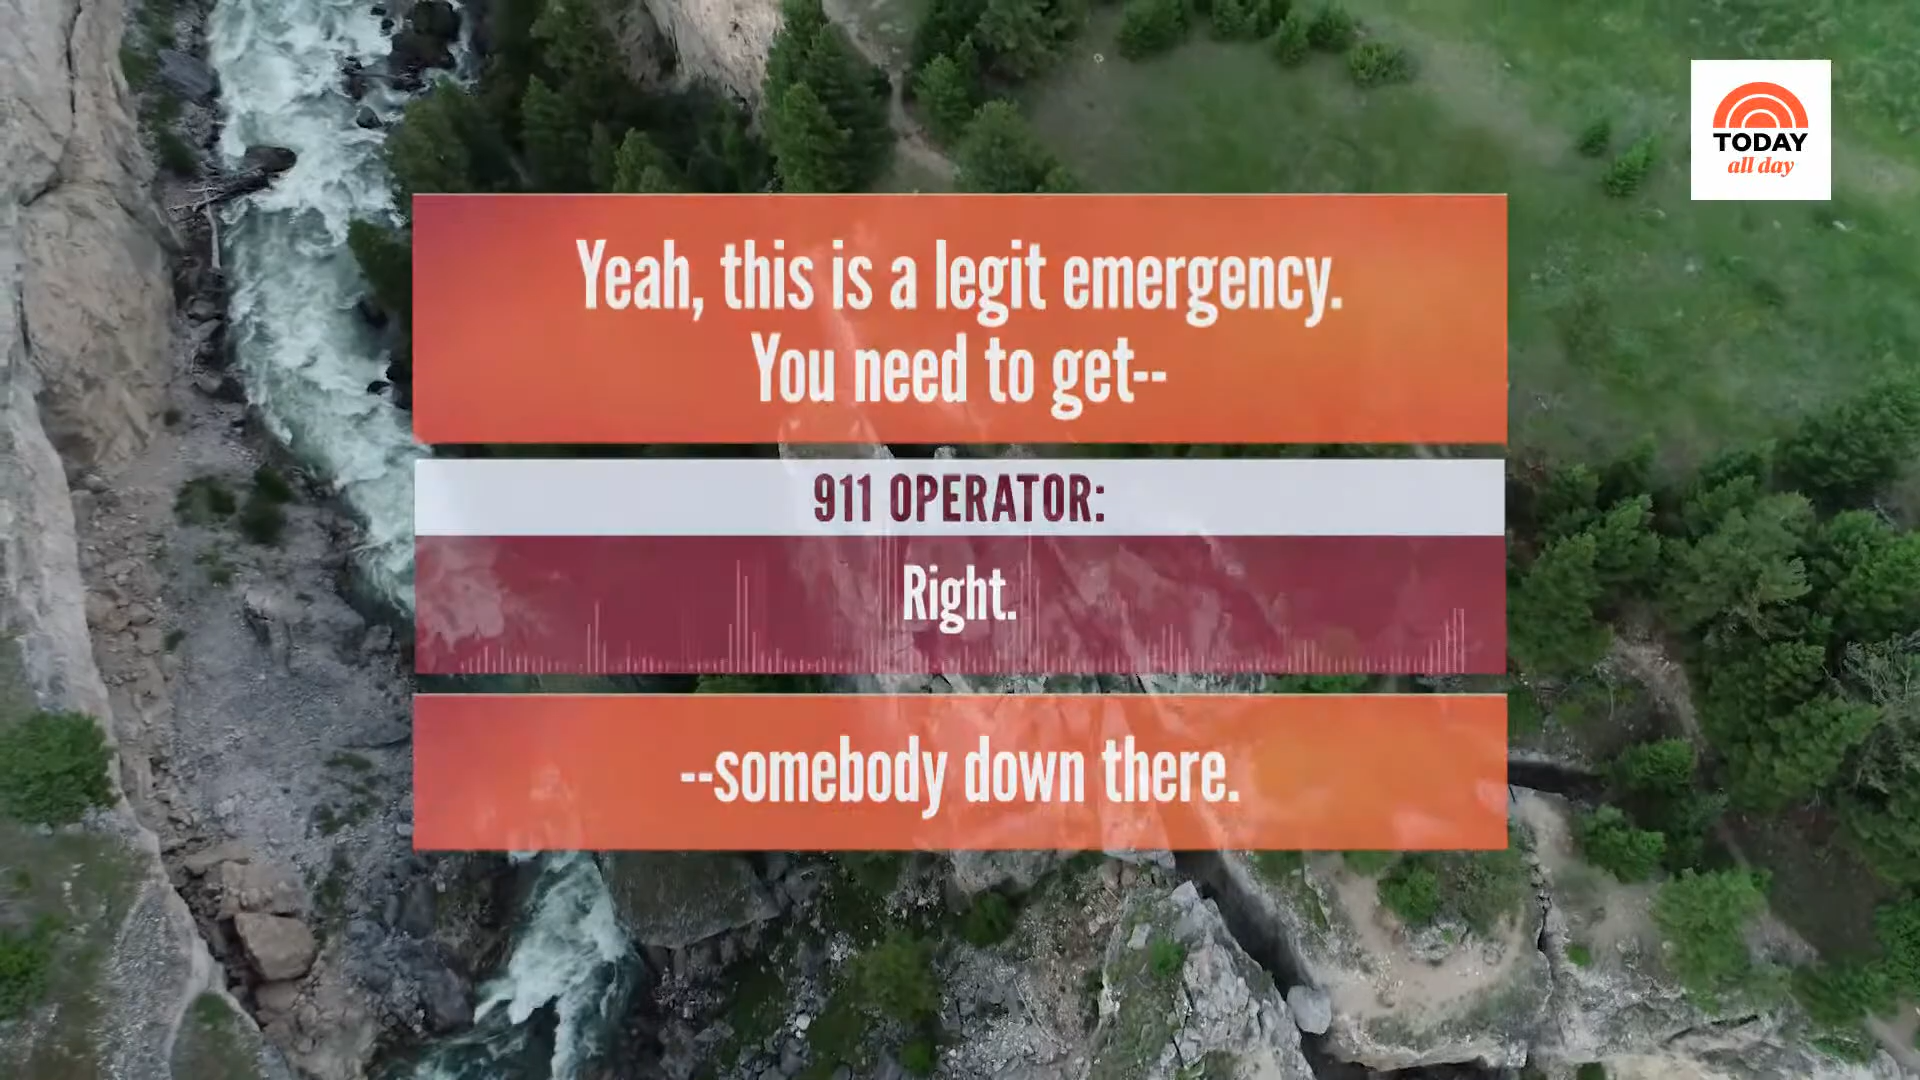 TODAY
all day
Yeah, this is a legit emergency.
You need to get--
911 OPERATOR:
Right.
--somebody down there.